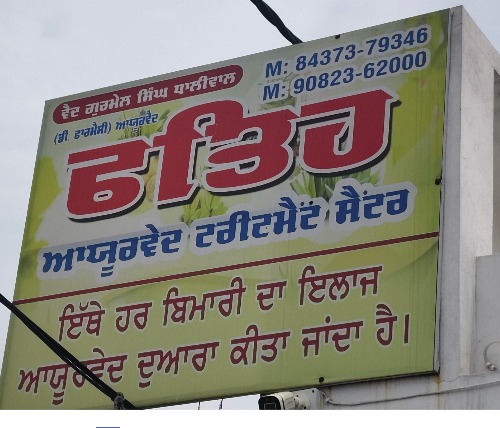 ਵੈਦ ਗੁਰਮੇਲ ਸਿੰਘ ਧਾਲੀਵਾਲ
(ਡੀ. ਫਾਰਮੈਸੀ) ਆਯੂਰਵੈਦ
M: 84373-79346
M: 90823-62000
ਫਤਿਹ
ਆਯੂਰਵੇਦ ਟਰੀਟਮੈਂਟ ਸੈਂਟਰ
ਇੱਥੇ ਹਰ ਬਿਮਾਰੀ ਦਾ ਇਲਾਜ
ਆਯੂਰਵੇਦ ਦੁਆਰਾ ਕੀਤਾ ਜਾਂਦਾ ਹੈ।